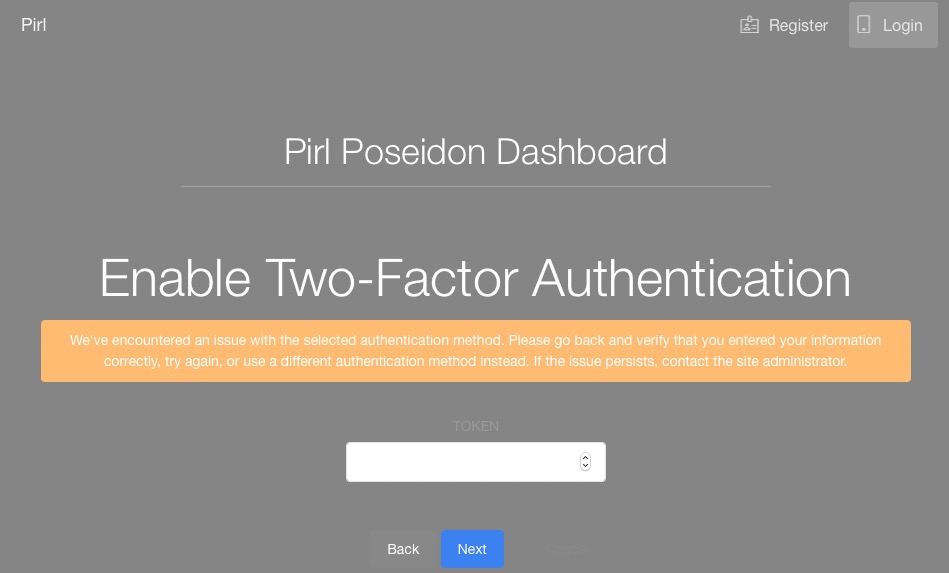 Pirl
Register
Login
Pirl Poseidon Dashboard
Enable Two-Factor Authentication
We've encountered an issue with the selected authentication method. Please go back and verify that you entered your information
correctly, try again, or use a different authentication method instead. If the issue persists, contact the site administrator.
TOKEN
Back
Next